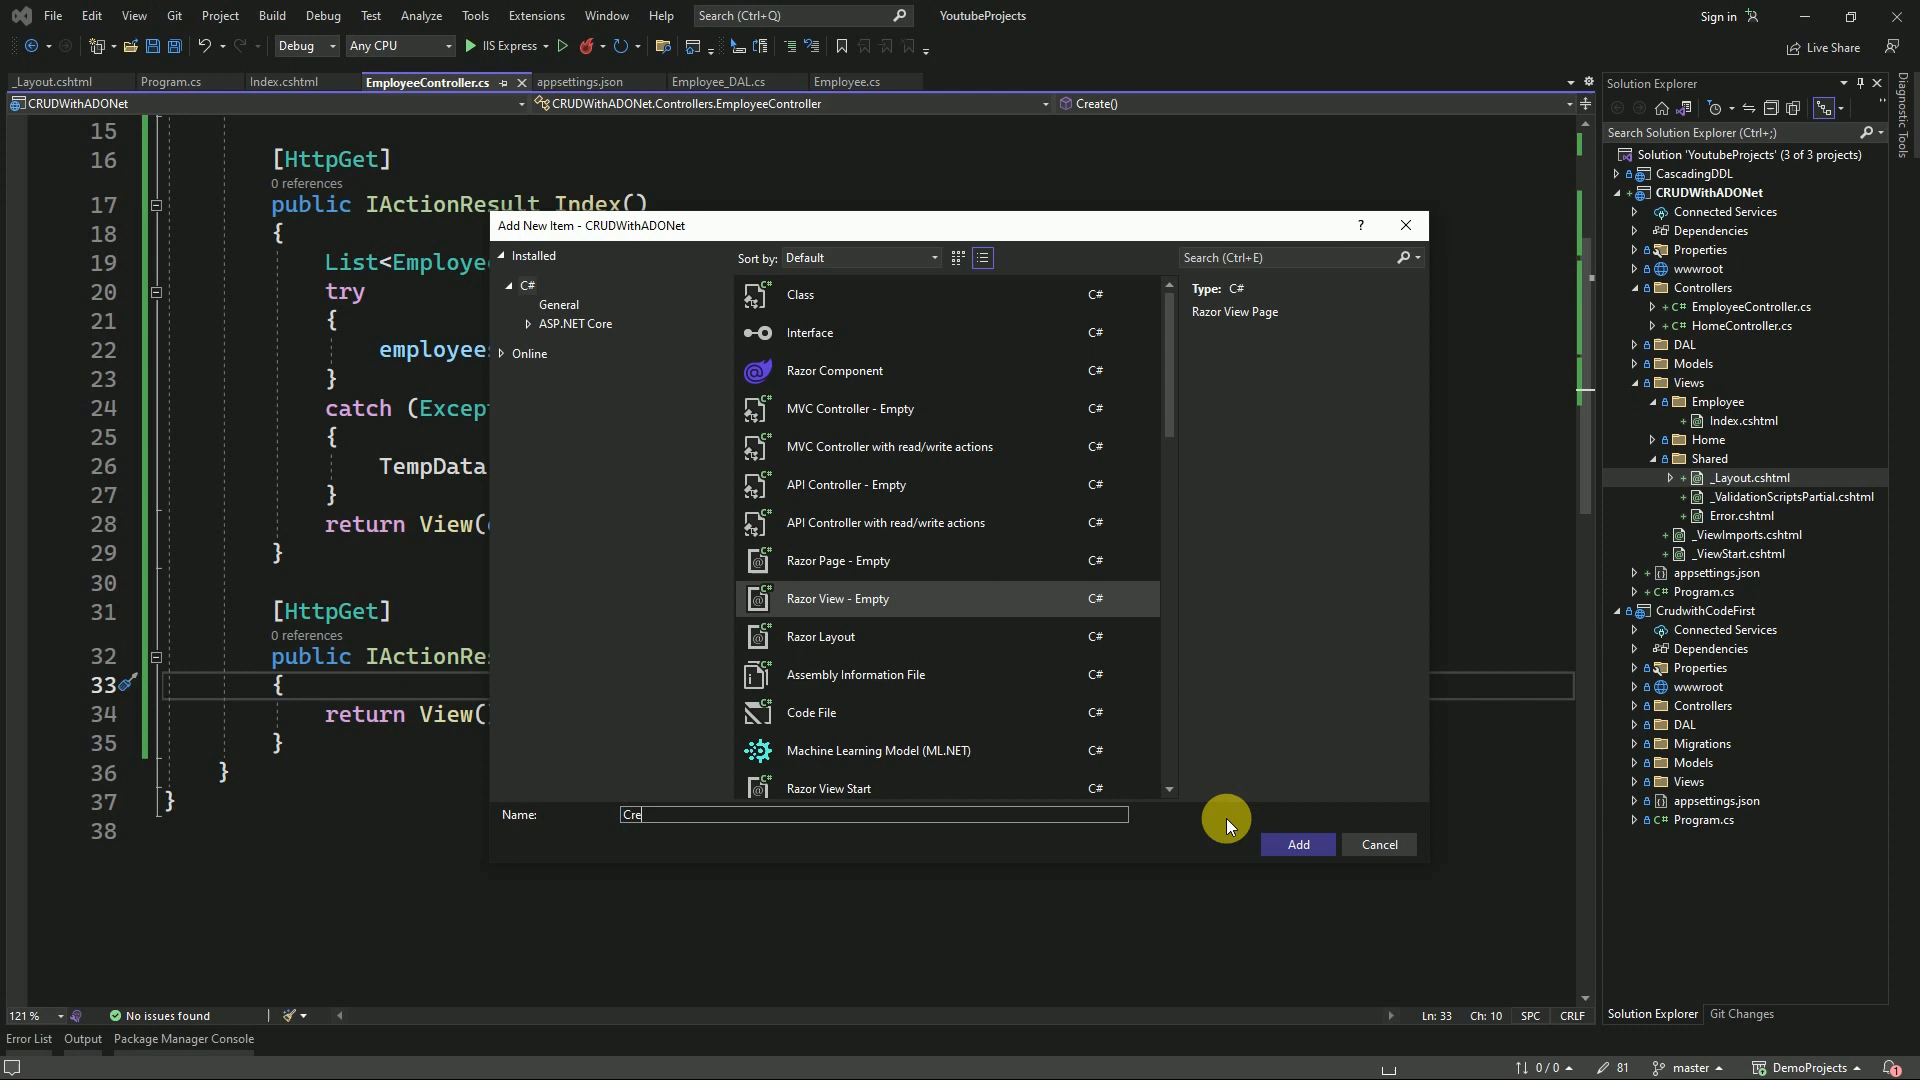 File Edit View Git Project Build Debug Test Analyze Tools Extensions Window Help Search (Ctrl+Q) YoutubeProjects Sign in
Debug Any CPU IIS Express Live Share
_Layout.cshtml Program.cs Index.cshtml EmployeeController.cs appsettings.json Employee_DAL.cs Employee.cs
CRUDWithADONet CRUDWithADONet.Controllers.EmployeeController Create()
15
16 [HttpGet]
0 references
17 public IActionResult Index()
18 {
19 List<Employe
20 try
21 {
22 employee
23 }
24 catch (Excep
25 {
26 TempData
27 }
28 return View(
29 }
30
31 [HttpGet]
0 references
32 public IActionRe
33 {
34 return View(
35 }
36 }
37 }
38
Add New Item - CRUDWithADONet ?
Installed
C#
General
ASP.NET Core
Online
Sort by: Default
Search (Ctrl+E)
Class C#
Interface C#
Razor Component C#
MVC Controller - Empty C#
MVC Controller with read/write actions C#
API Controller - Empty C#
API Controller with read/write actions C#
Razor Page - Empty C#
Razor View - Empty C#
Razor Layout C#
Assembly Information File C#
Code File C#
Machine Learning Model (ML.NET) C#
Razor View Start C#
Type: C#
Razor View Page
Name: Cre
Add Cancel
Solution Explorer
Search Solution Explorer (Ctrl+;)
Solution 'YoutubeProjects' (3 of 3 projects)
CascadingDDL
CRUDWithADONet
Connected Services
Dependencies
Properties
wwwroot
Controllers
C# EmployeeController.cs
C# HomeController.cs
DAL
Models
Views
Employee
Index.cshtml
Home
Shared
_Layout.cshtml
_ValidationScriptsPartial.cshtml
Error.cshtml
_ViewImports.cshtml
_ViewStart.cshtml
appsettings.json
C# Program.cs
CrudwithCodeFirst
Connected Services
Dependencies
Properties
wwwroot
Controllers
DAL
Migrations
Models
Views
appsettings.json
C# Program.cs
Solution Explorer Git Changes
Diagnostic Tools
121 % No issues found Ln: 33 Ch: 10 SPC CRLF
Error List Output Package Manager Console
0 / 0 81 master DemoProjects 1